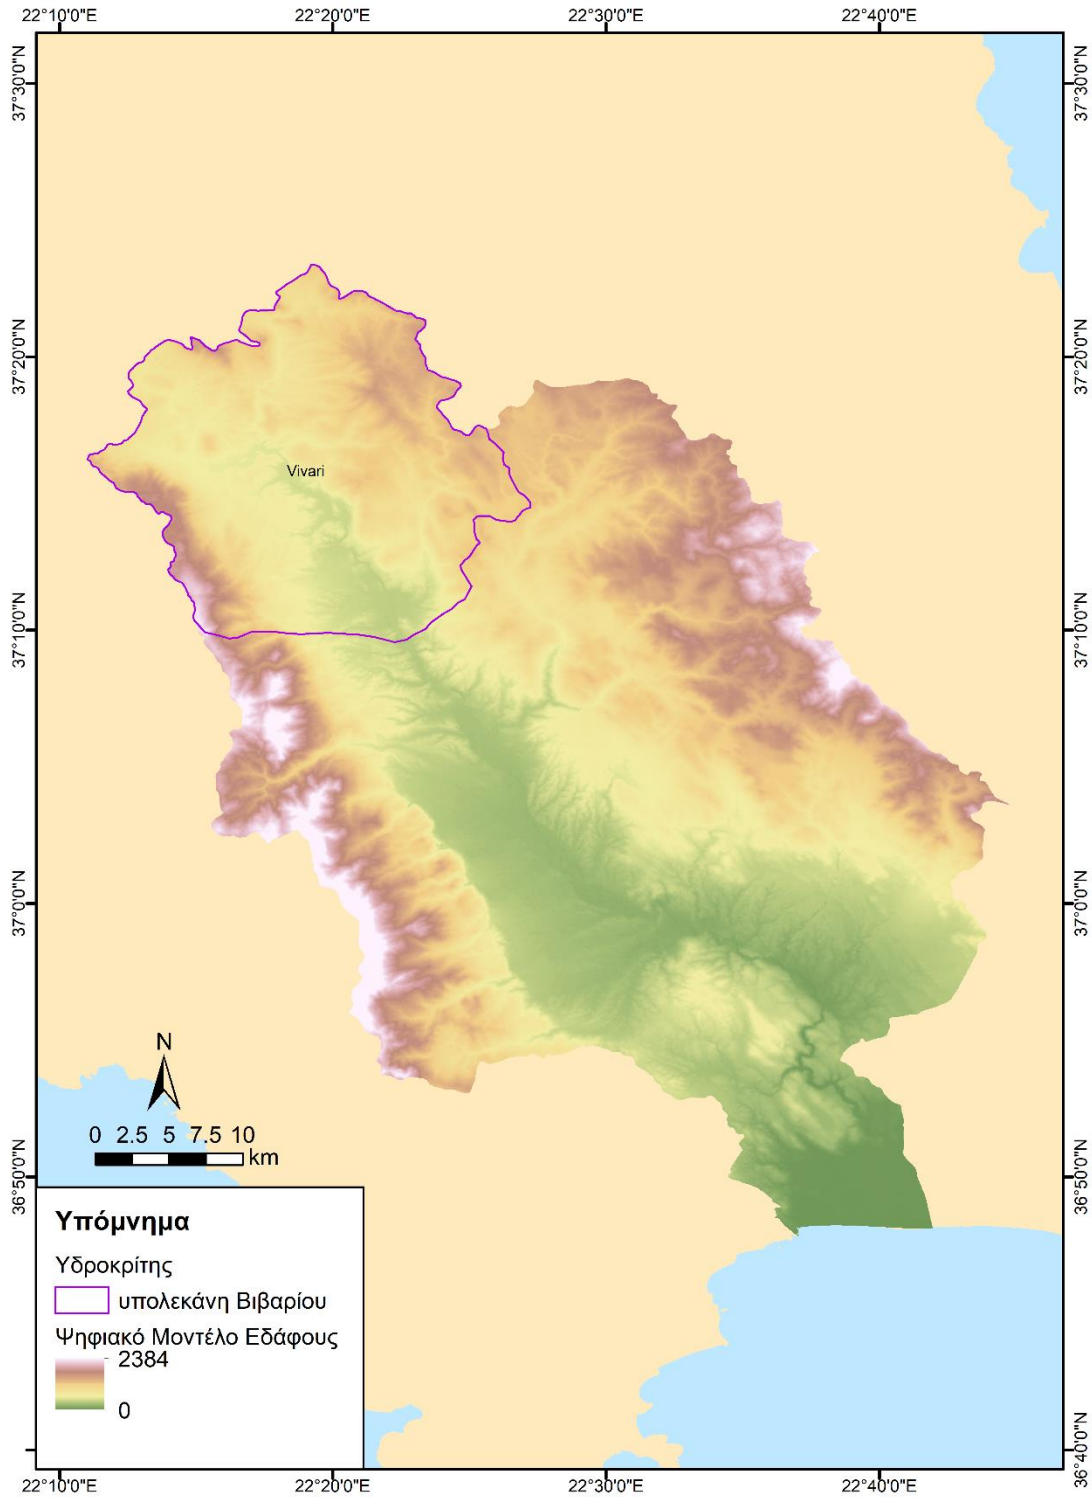 22°10'0"E 22°20'0"E 22°30'0"E 22°40'0"E
37°30'0"N 37°30'0"N
37°20'0"N 37°20'0"N
Vivari
37°10'0"N 37°10'0"N
37°0'0"N 37°0'0"N
N
0 2.5 5 7.5 10
km
36°50'0"N 36°50'0"N
Υπόμνημα
Υδροκρίτης
υπολεκάνη Βιβαρίου
Ψηφιακό Μοντέλο Εδάφους
2384
0
36°40'0"N
22°10'0"E 22°20'0"E 22°30'0"E 22°40'0"E